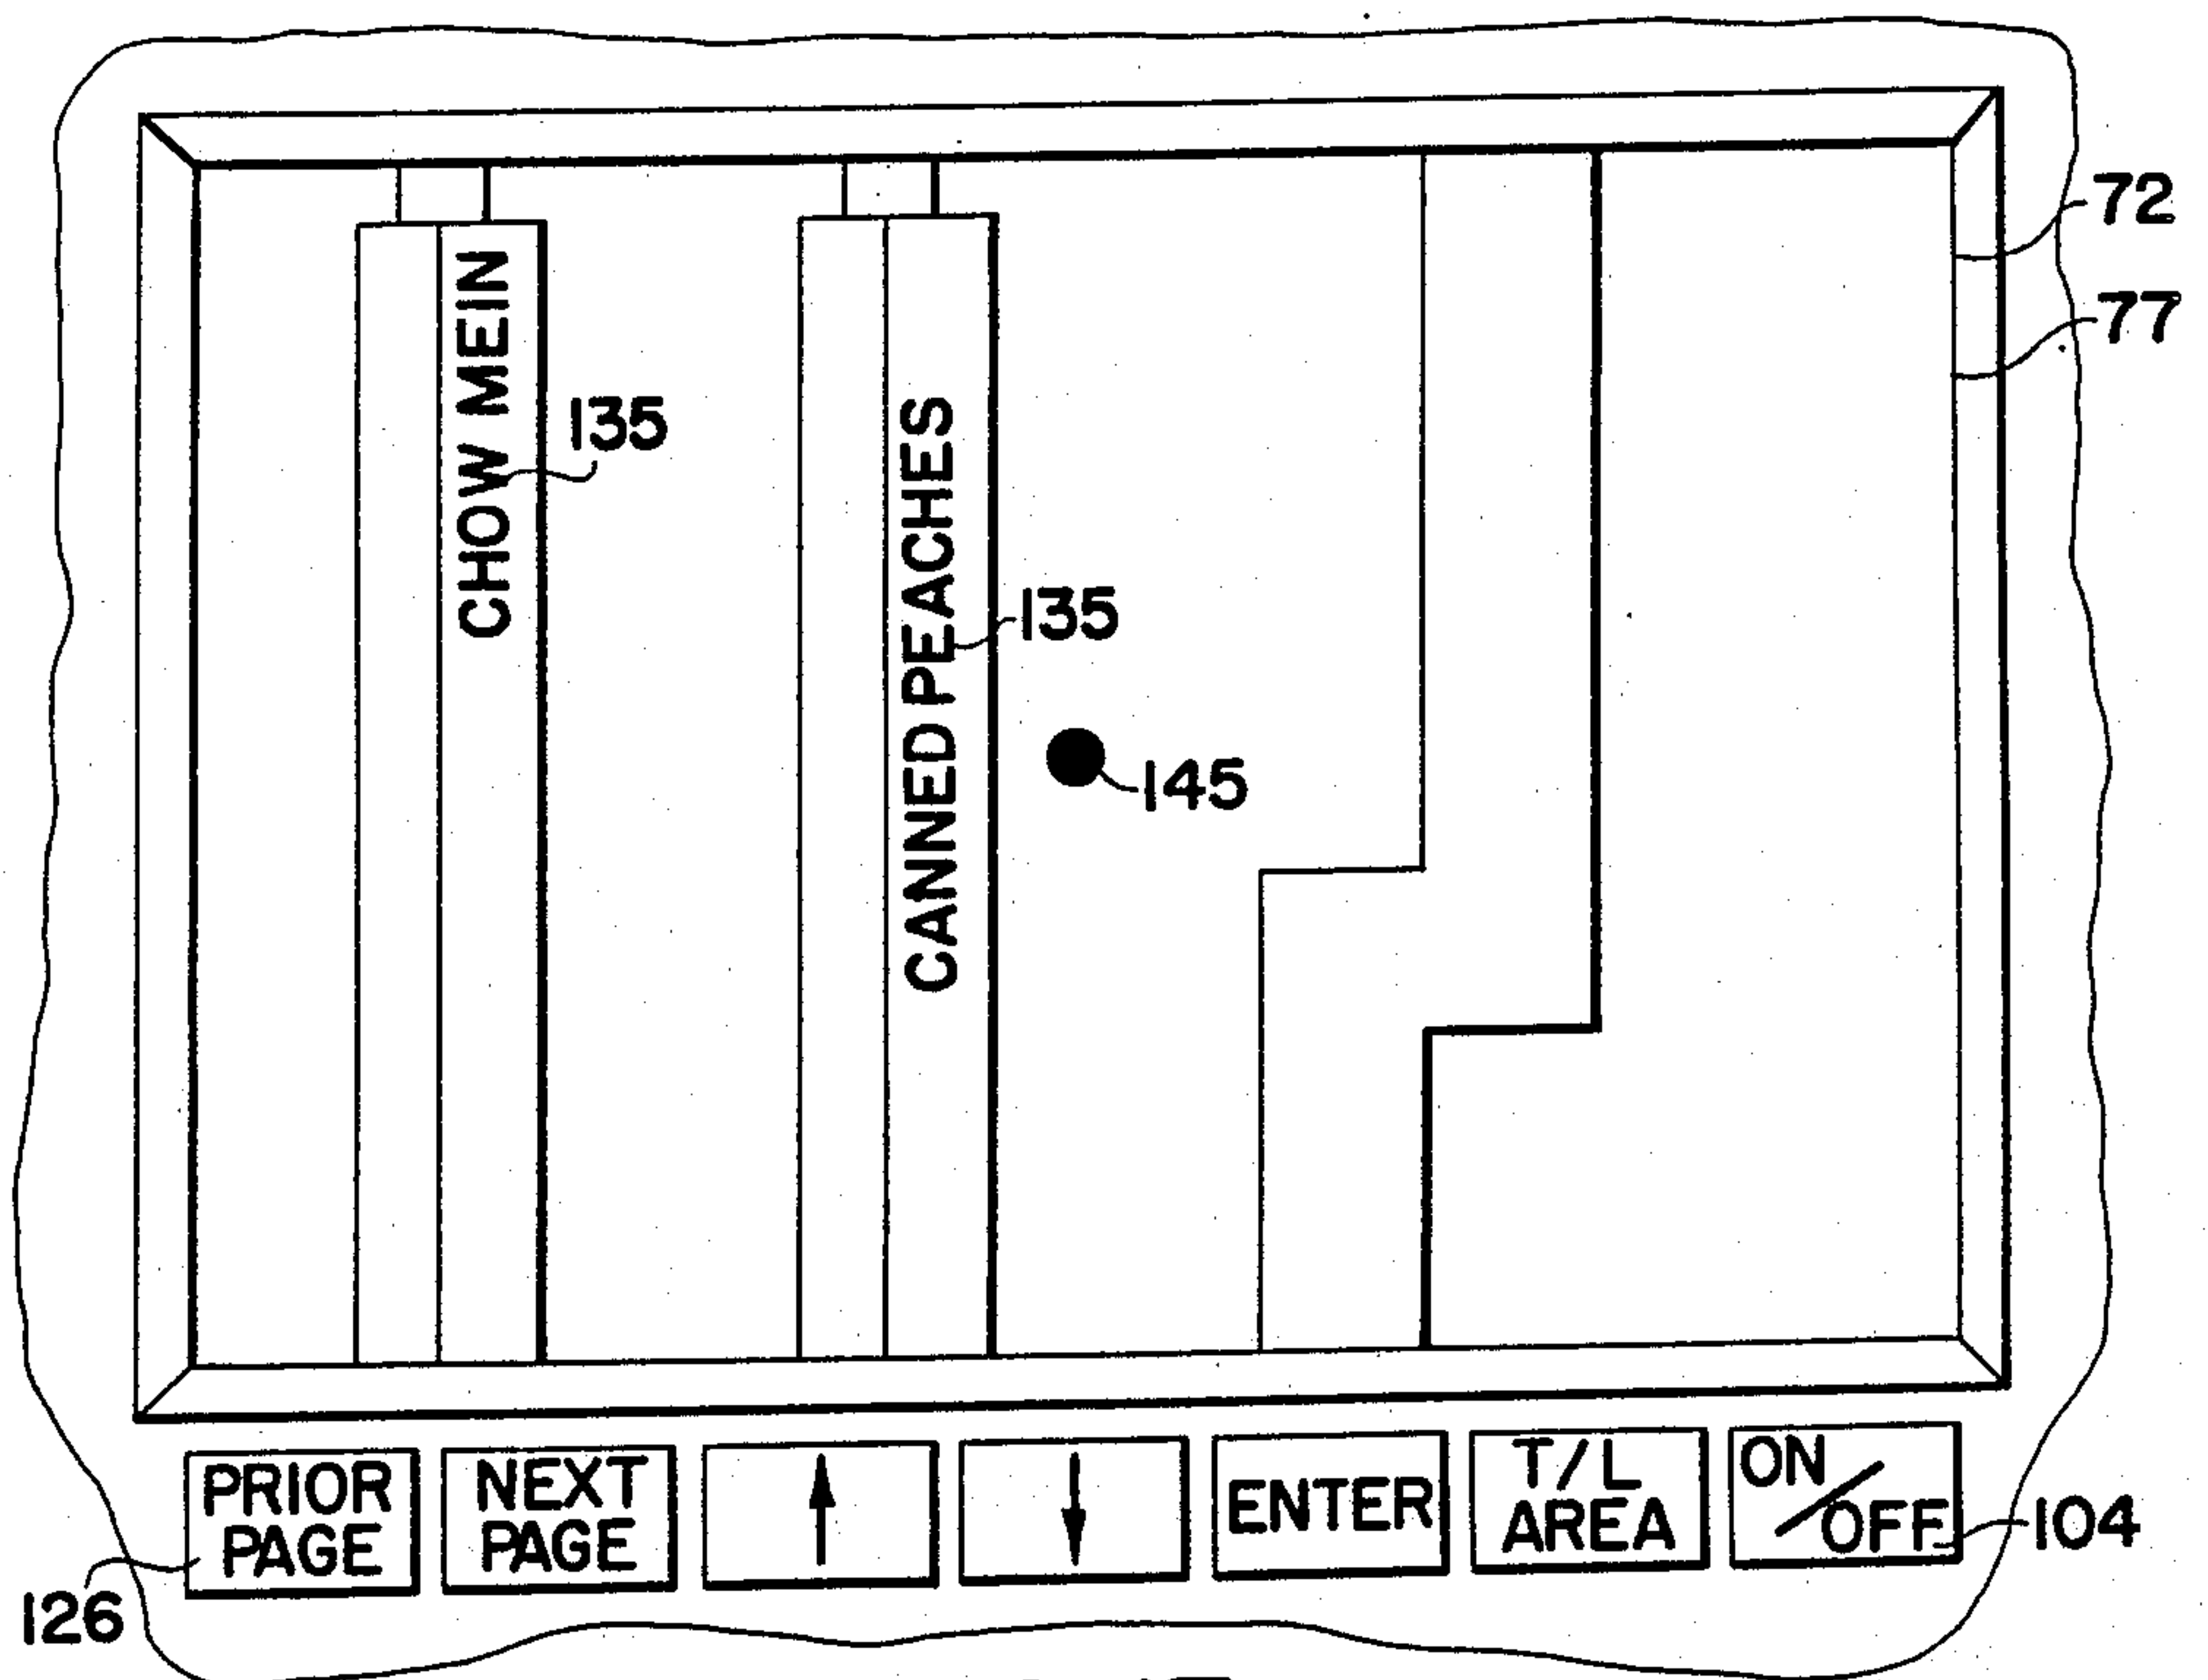 72
77
CHOW MEIN
135
CANNED PEACHES
135
145
PRIOR
PAGE
NEXT
PAGE
ENTER
T/L
AREA
ON
/OFF
104
126